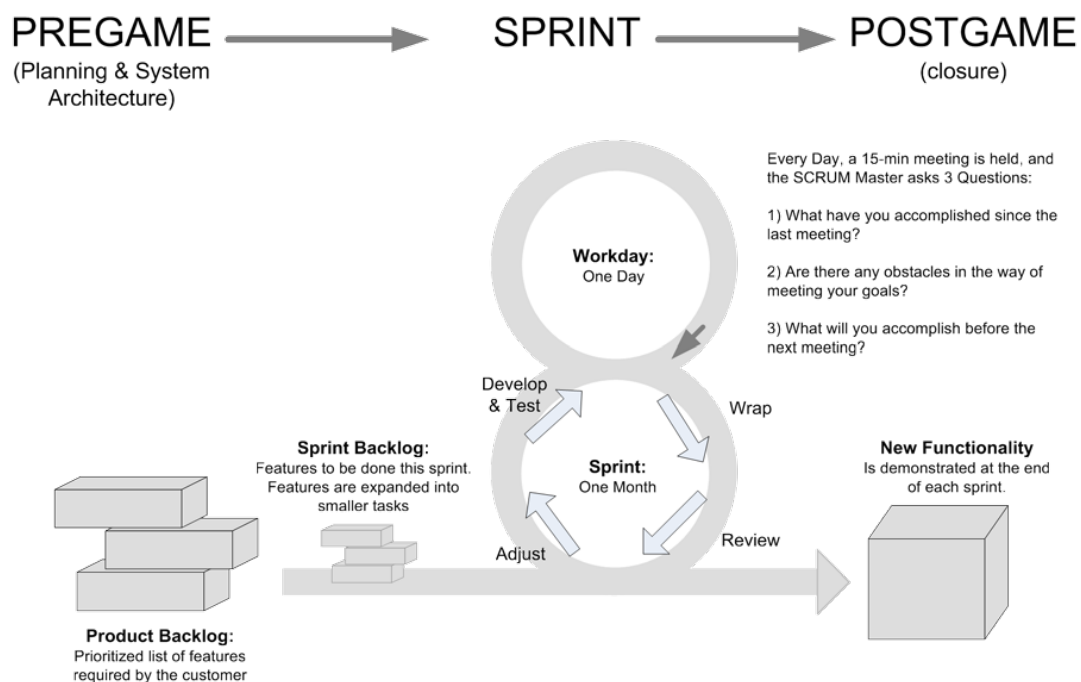 PREGAME
(Planning & System
Architecture)
SPRINT
POSTGAME
(closure)
Every Day, a 15-min meeting is held, and
the SCRUM Master asks 3 Questions:
1) What have you accomplished since the
last meeting?
2) Are there any obstacles in the way of
meeting your goals?
3) What will you accomplish before the
next meeting?
Workday:
One Day
Develop
& Test
Wrap
Sprint:
One Month
Adjust
Review
Sprint Backlog:
Features to be done this sprint.
Features are expanded into
smaller tasks
New Functionality
Is demonstrated at the end
of each sprint.
Product Backlog:
Prioritized list of features
required by the customer